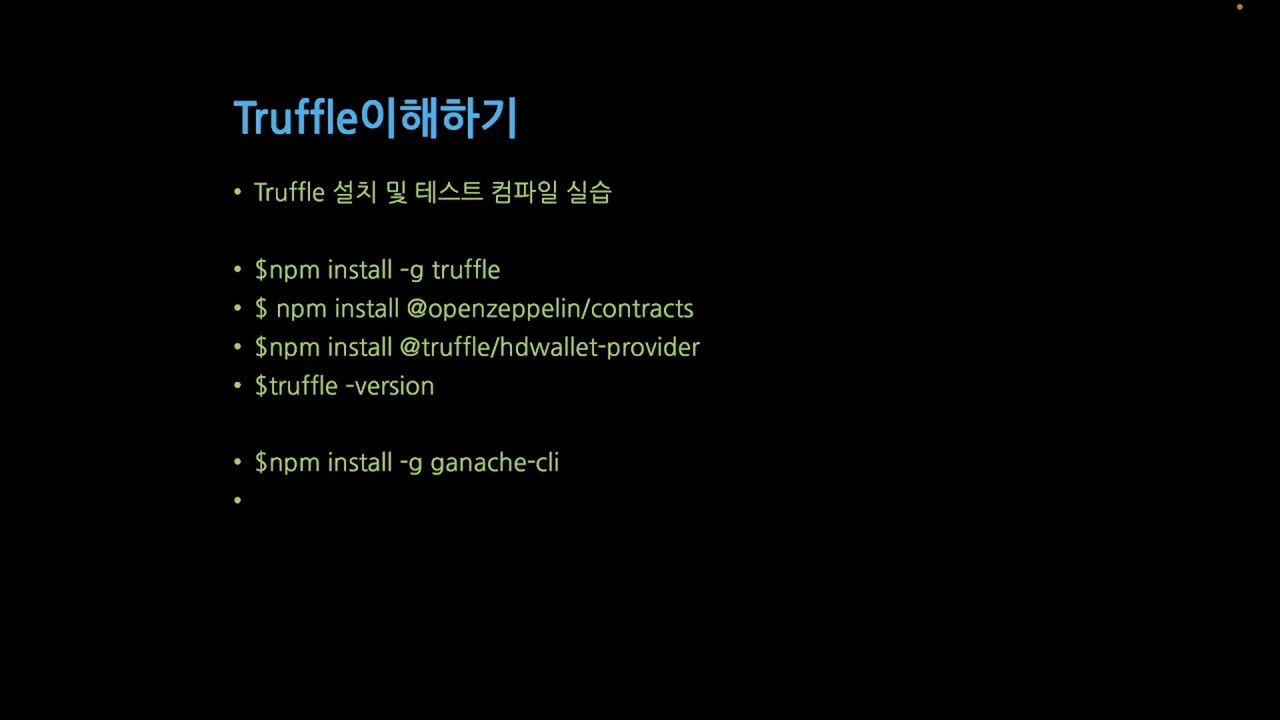 Truffle이해하기
• Truffle 설치 및 테스트 컴파일 실습
• $npm install -g truffle
• $ npm install @openzeppelin/contracts
• $npm install @truffle/hdwallet-provider
• $truffle -version
• $npm install -g ganache-cli
•